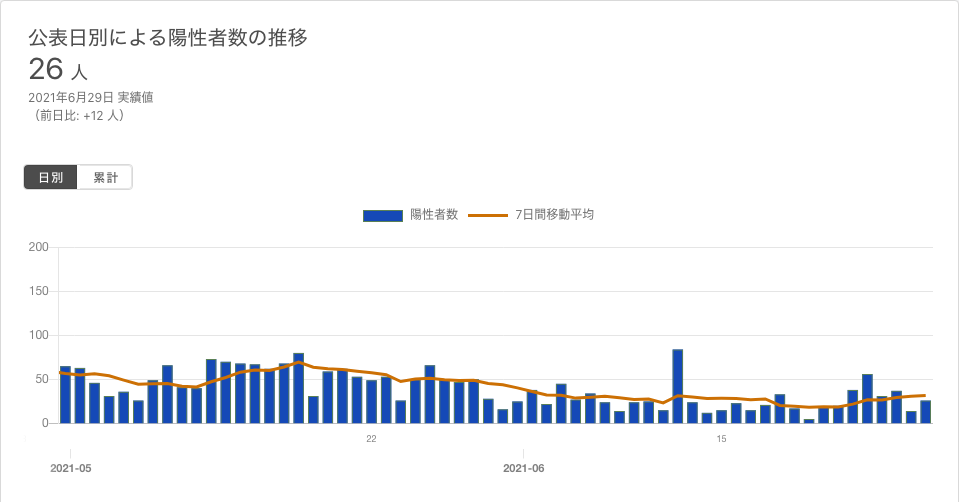 公表日別による陽性者数の推移
26 人
2021年6月29日 実績値
（前日比: +12 人）
日別 累計
陽性者数 7日間移動平均
200
150
100
50
0
22 15
2021-05 2021-06